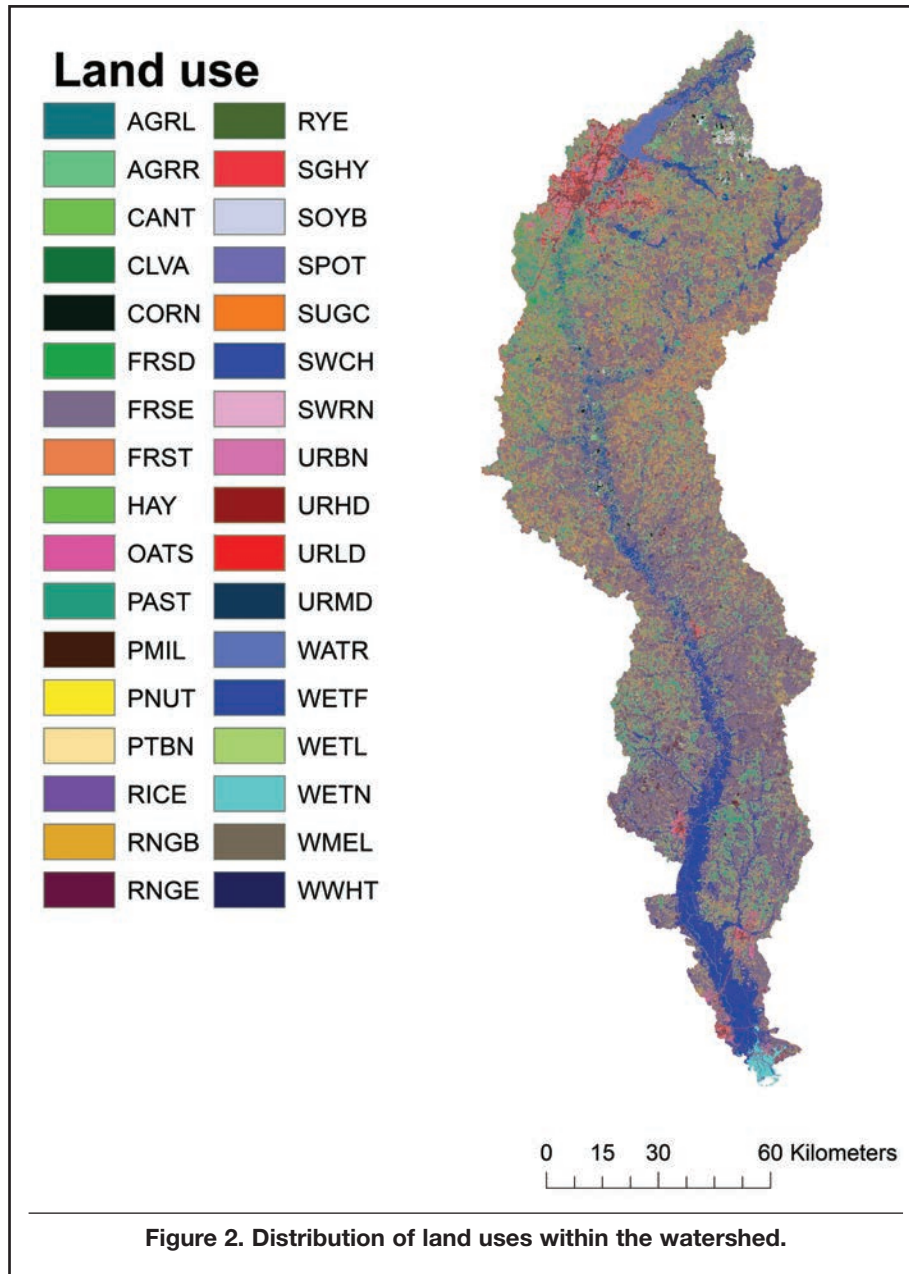 Land use
AGRL RYE
AGRR SGHY
CANT SOYB
CLVA SPOT
CORN SUGC
FRSD SWCH
FRSE SWRN
FRST URBN
HAY URHD
OATS URLD
PAST URMD
PMIL WATR
PNUT WETF
PTBN WETL
RICE WETN
RNGB WMEL
RNGE WWHT
0 15 30 60 Kilometers
Figure 2. Distribution of land uses within the watershed.